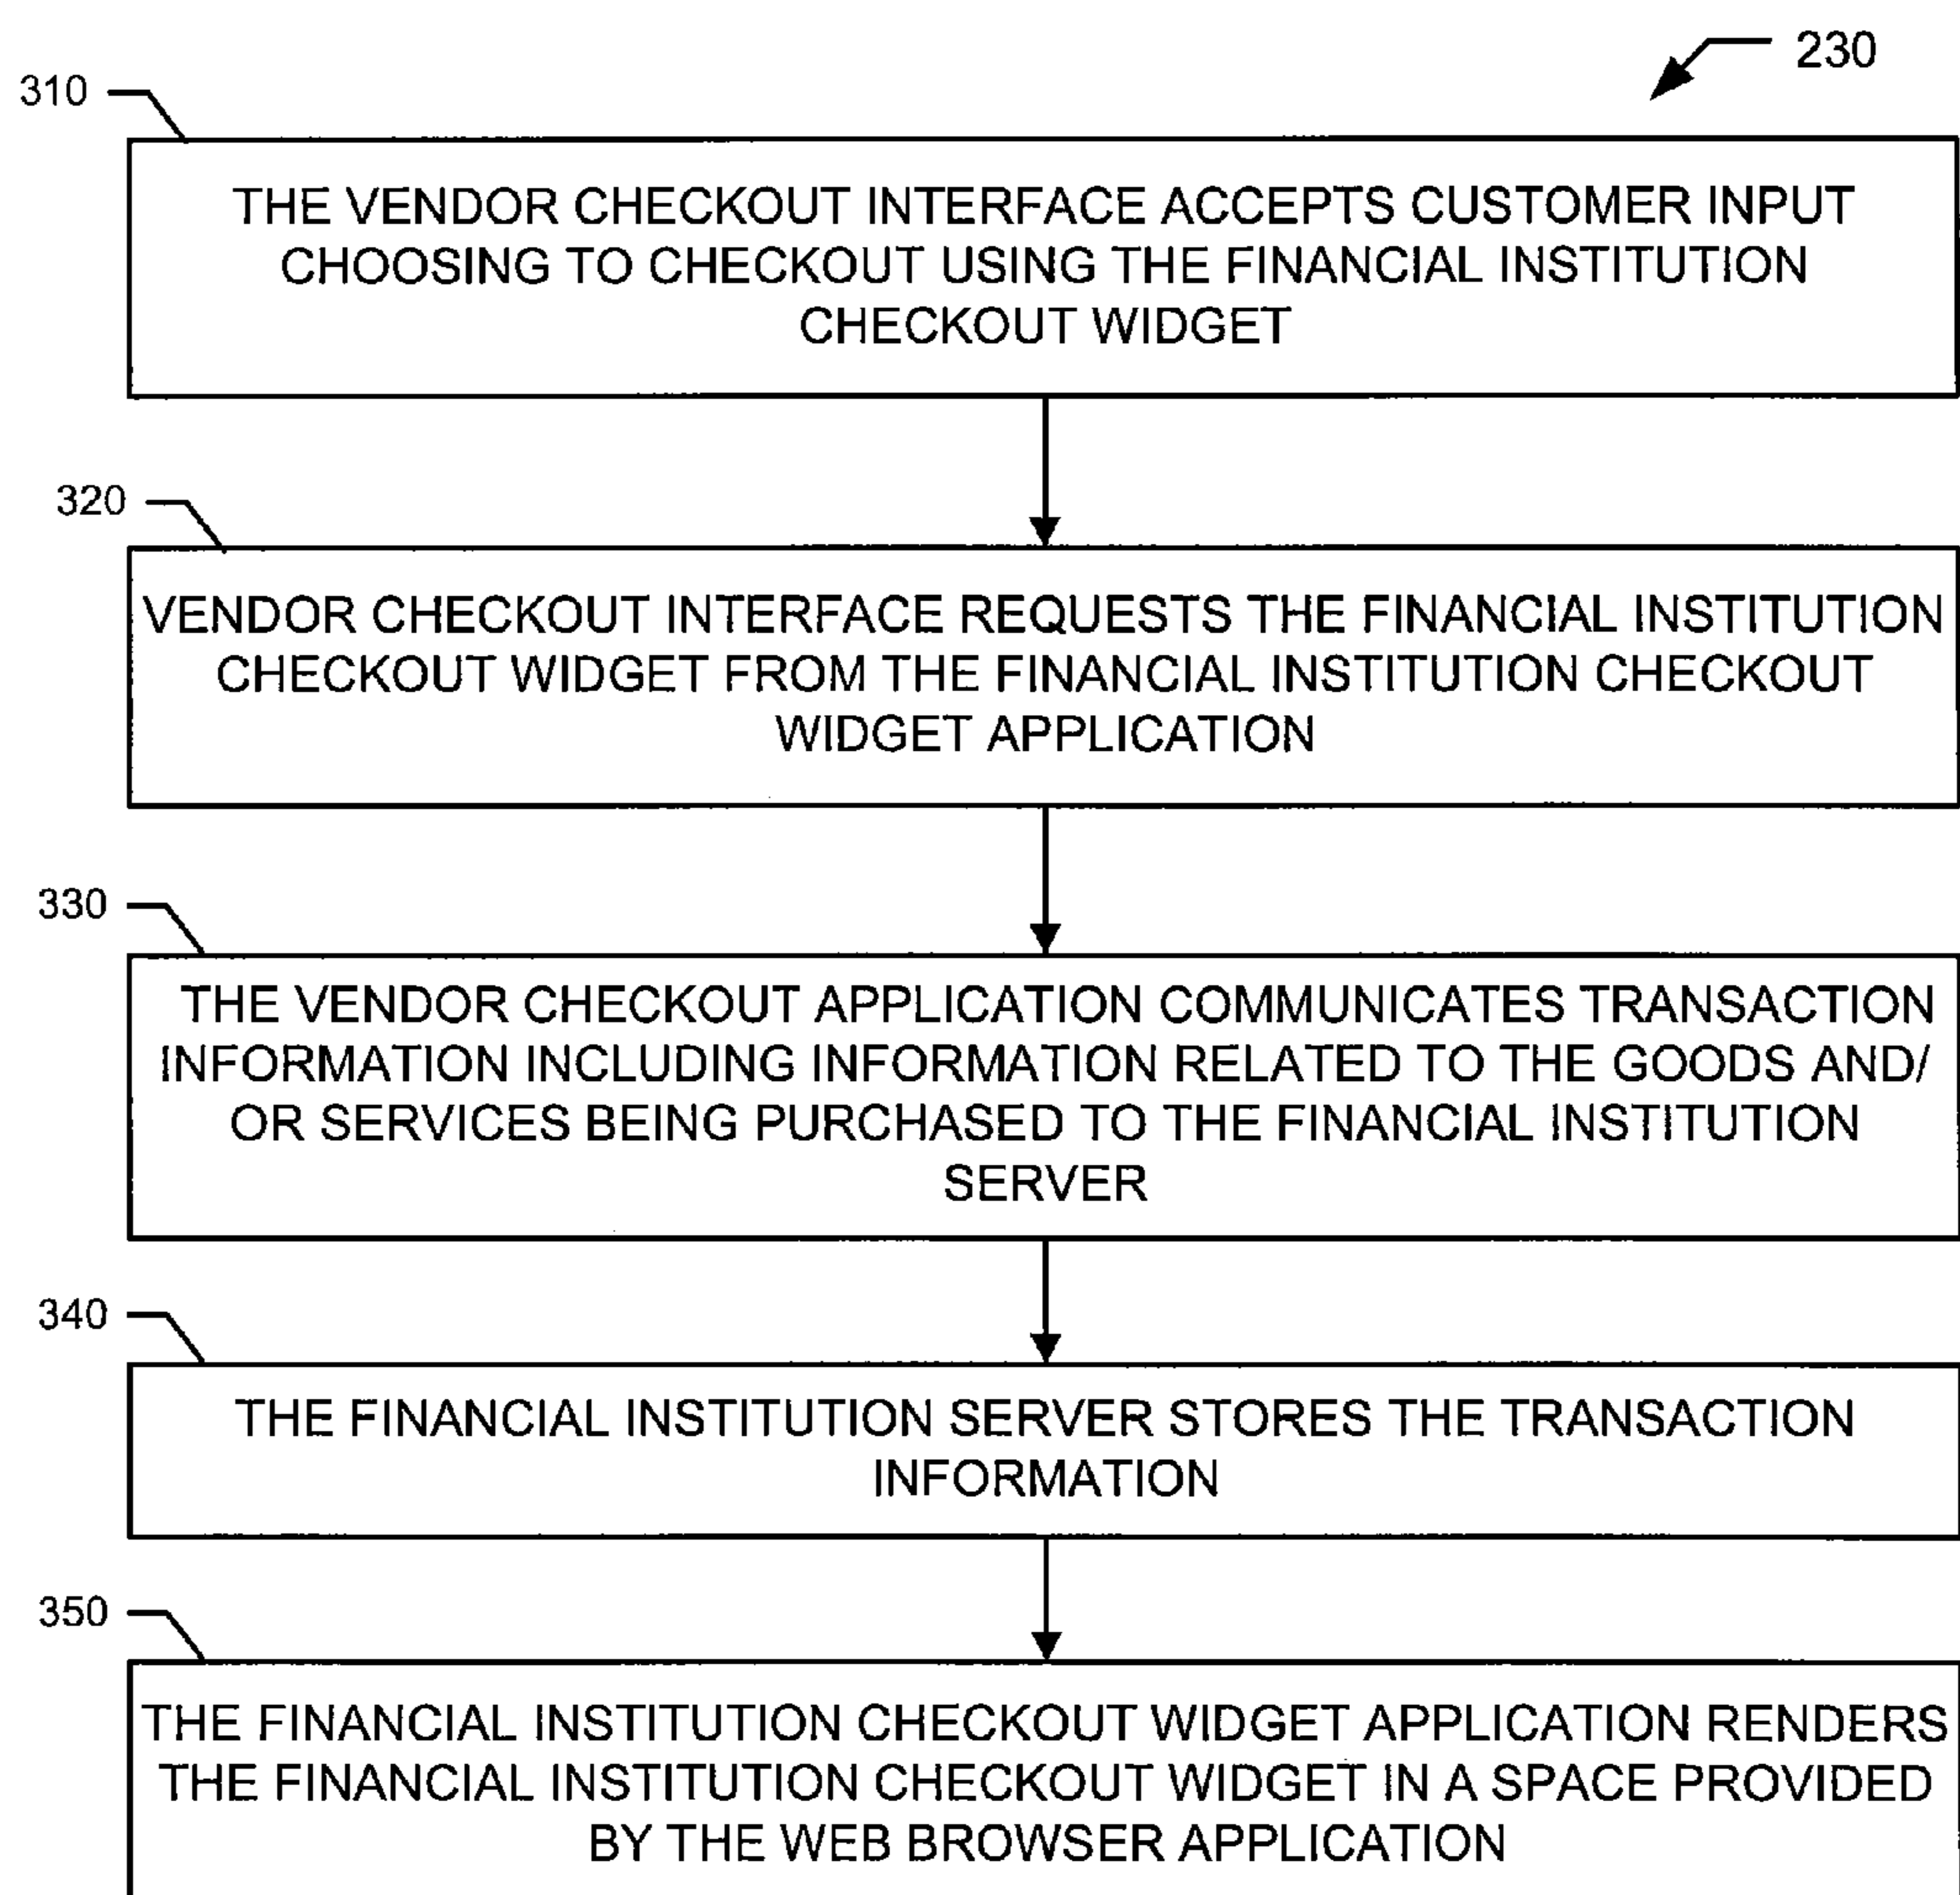 230
310
THE VENDOR CHECKOUT INTERFACE ACCEPTS CUSTOMER INPUT
CHOOSING TO CHECKOUT USING THE FINANCIAL INSTITUTION
CHECKOUT WIDGET
320
VENDOR CHECKOUT INTERFACE REQUESTS THE FINANCIAL INSTITUTION
CHECKOUT WIDGET FROM THE FINANCIAL INSTITUTION CHECKOUT
WIDGET APPLICATION
330
THE VENDOR CHECKOUT APPLICATION COMMUNICATES TRANSACTION
INFORMATION INCLUDING INFORMATION RELATED TO THE GOODS AND/
OR SERVICES BEING PURCHASED TO THE FINANCIAL INSTITUTION
SERVER
340
THE FINANCIAL INSTITUTION SERVER STORES THE TRANSACTION
INFORMATION
350
THE FINANCIAL INSTITUTION CHECKOUT WIDGET APPLICATION RENDERS
THE FINANCIAL INSTITUTION CHECKOUT WIDGET IN A SPACE PROVIDED
BY THE WEB BROWSER APPLICATION